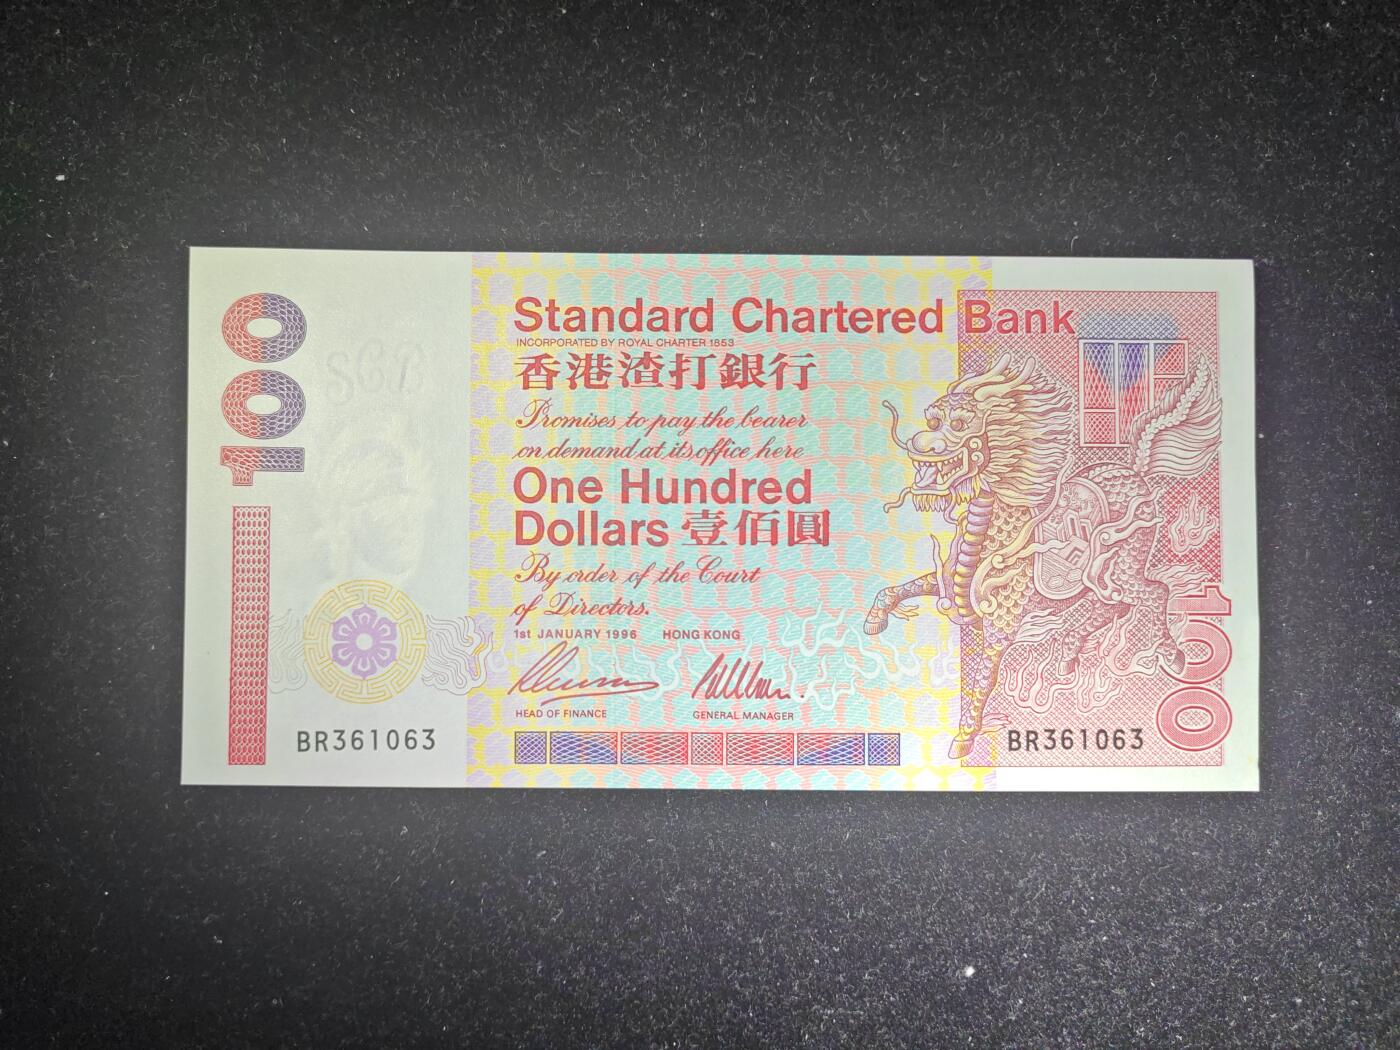 100
SCB
Standard Chartered Bank
INCORPORATED BY ROYAL CHARTER 1853
香港渣打銀行
Promises to pay the bearer
on demand at its office here
One Hundred
Dollars 壹佰圓
By order of the Court
of Directors.
1st JANUARY 1996 HONG KONG
HEAD OF FINANCE GENERAL MANAGER
BR361063 BR361063
100